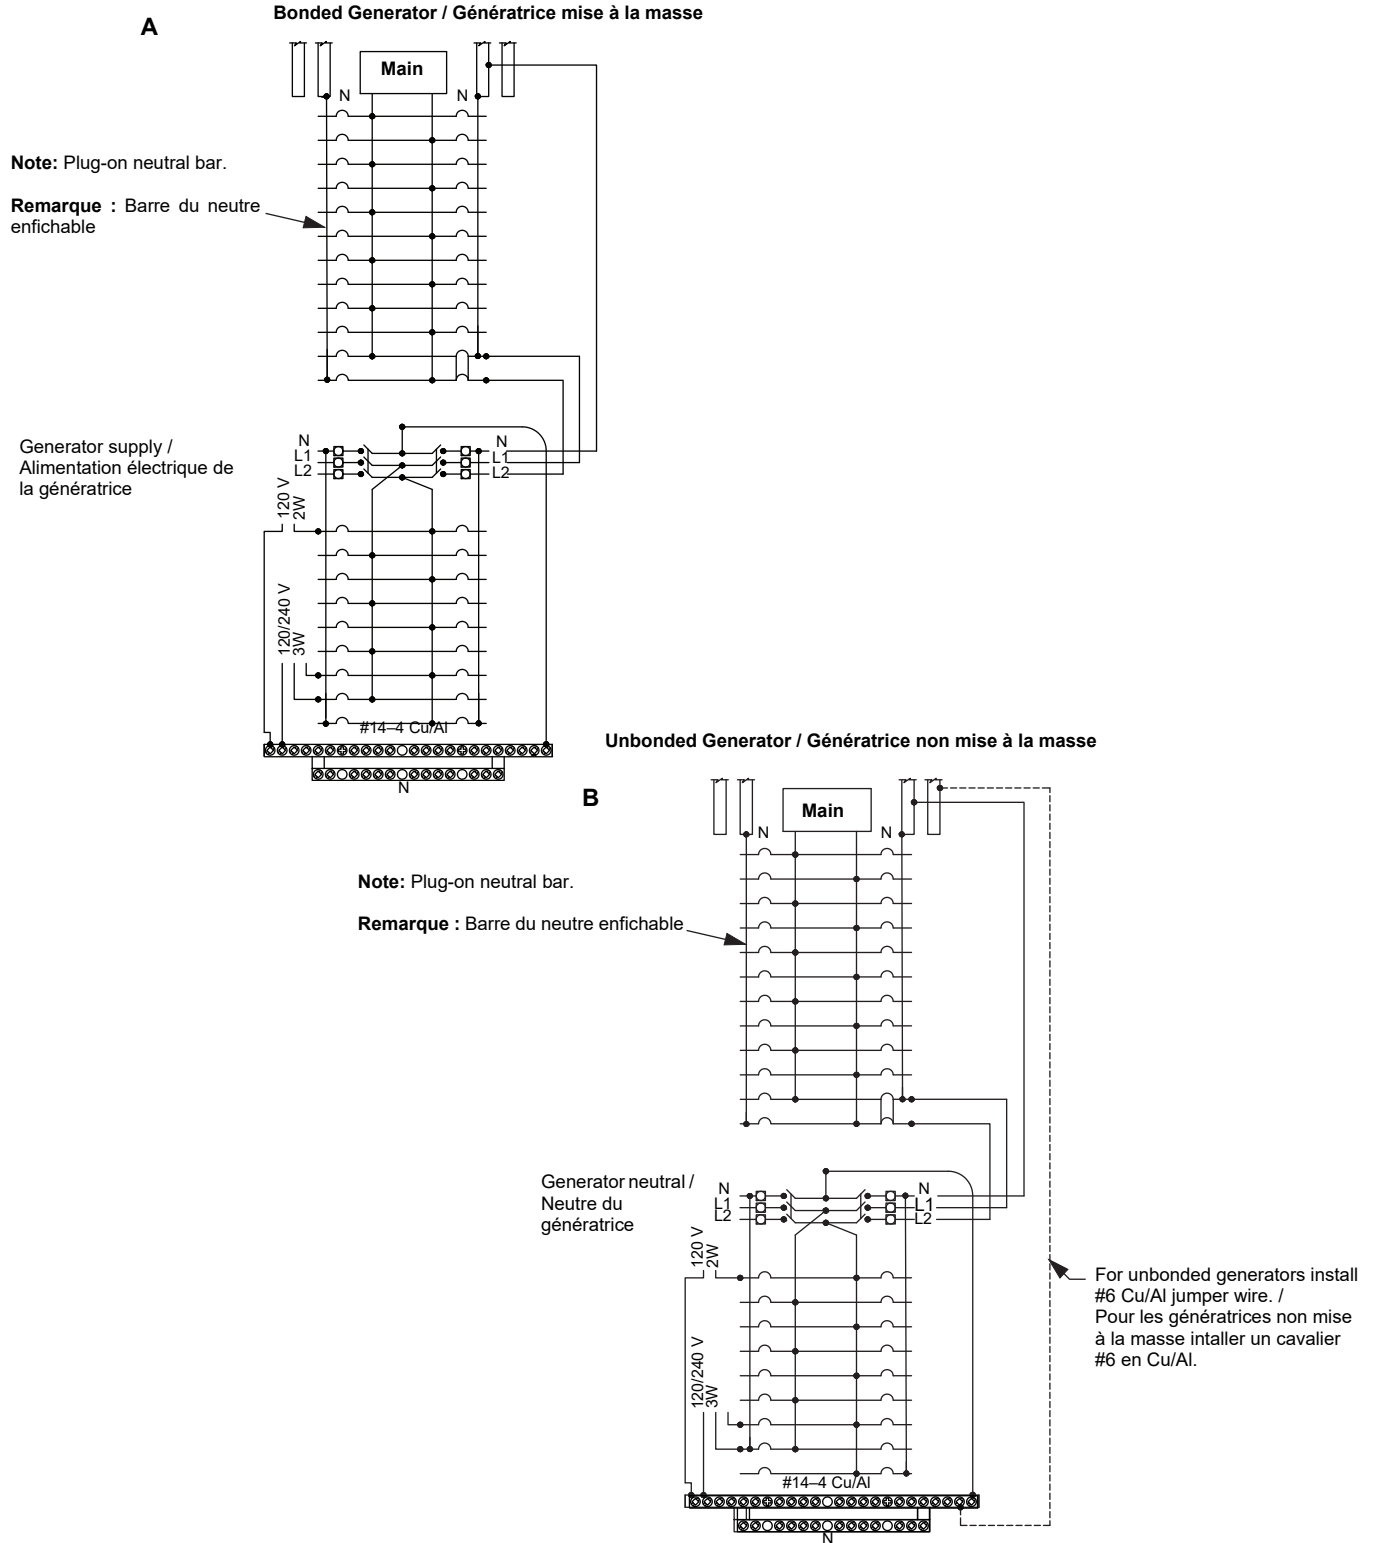 Bonded Generator / Génératrice mise à la masse
A
Main
N
N
Note: Plug-on neutral bar.
Remarque : Barre du neutre
enfichable
Generator supply /
Alimentation électrique de
la génératrice
N
L1
L2
N
L1
L2
120 V
2W
120/240 V
3W
#14–4 Cu/Al
N
Unbonded Generator / Génératrice non mise à la masse
B
Main
N
N
Note: Plug-on neutral bar.
Remarque : Barre du neutre enfichable
Generator neutral /
Neutre du
génératrice
N
L1
L2
N
L1
L2
120 V
2W
120/240 V
3W
For unbonded generators install
#6 Cu/Al jumper wire. /
Pour les génératrices non mise
à la masse intaller un cavalier
#6 en Cu/Al.
#14–4 Cu/Al
N